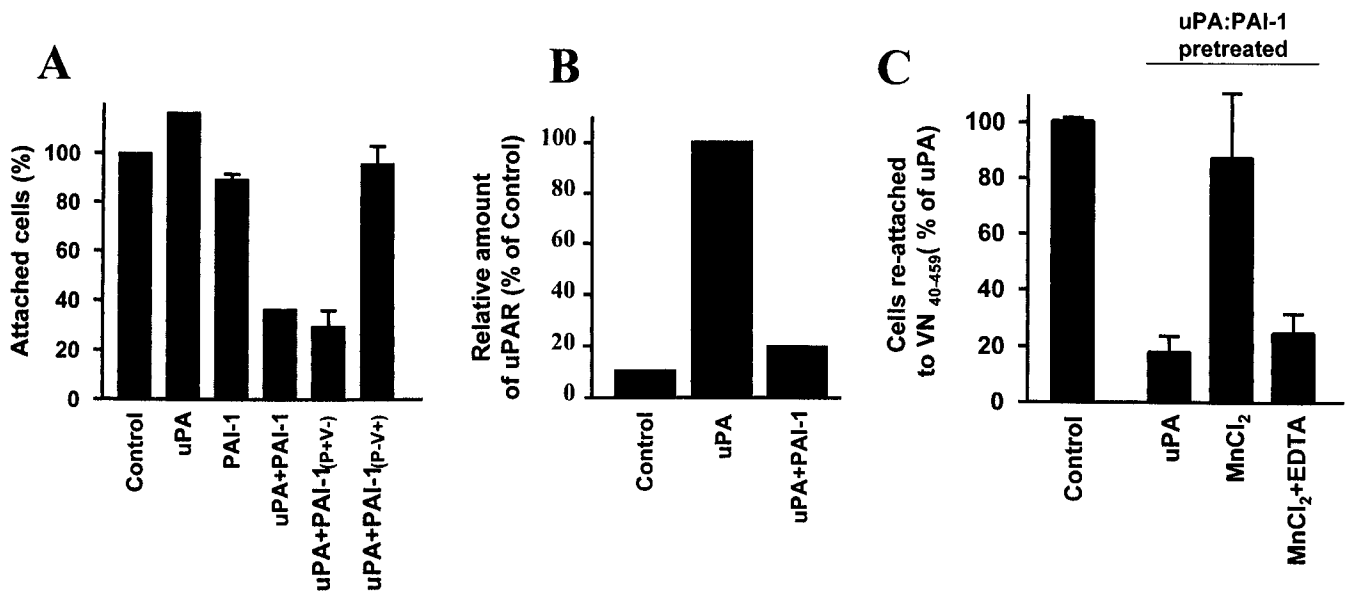 A
Attached cells (%)
100
80
60
40
20
0
Control
uPA
PAI-1
uPA+PAI-1
uPA+PAI-1(P+V-)
uPA+PAI-1(P-V+)
B
Relative amount
of uPAR (% of Control)
100
80
60
40
20
0
Control
uPA
uPA+PAI-1
C
uPA:PAI-1
pretreated
Cells re-attached
to VN 40-459( % of uPA)
100
80
60
40
20
0
Control
uPA
MnCl2
MnCl2+EDTA